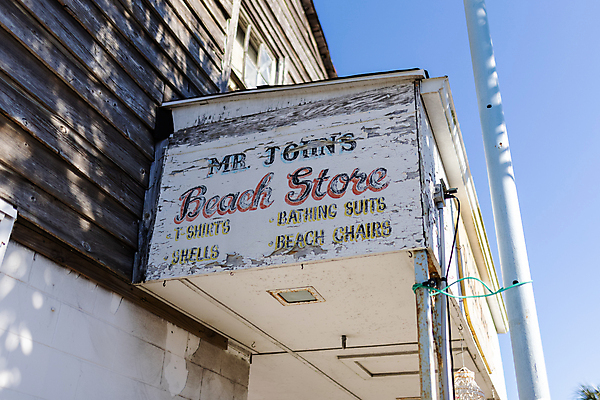 MR JOHN'S
Beach Store
• T-SHIRTS • BATHING SUITS
• SHELLS • BEACH CHAIRS